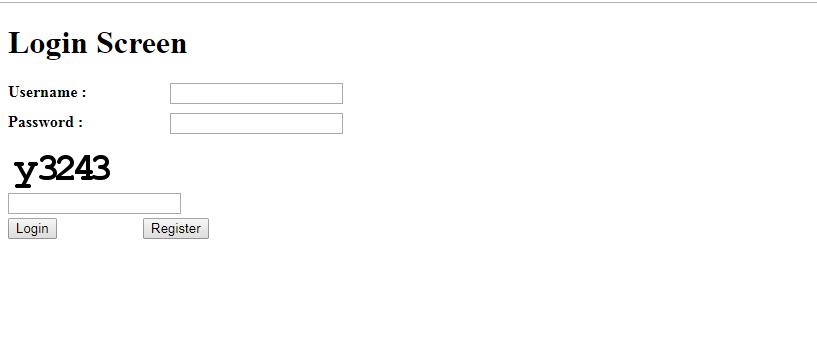 Login Screen
Username :
Password :
y3243
Login Register